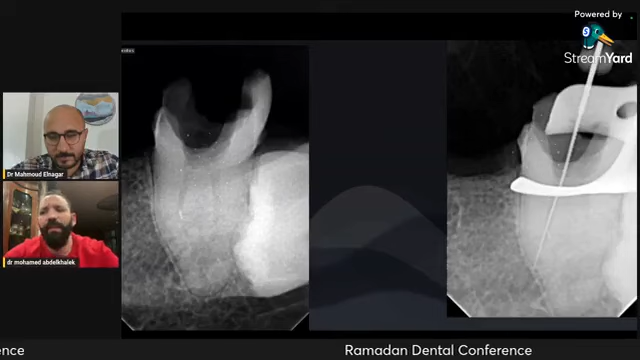 Powered by
StreamYard
Dr Mahmoud Elnagar
dr mohamed abdelkhalek
ence
Ramadan Dental Conference